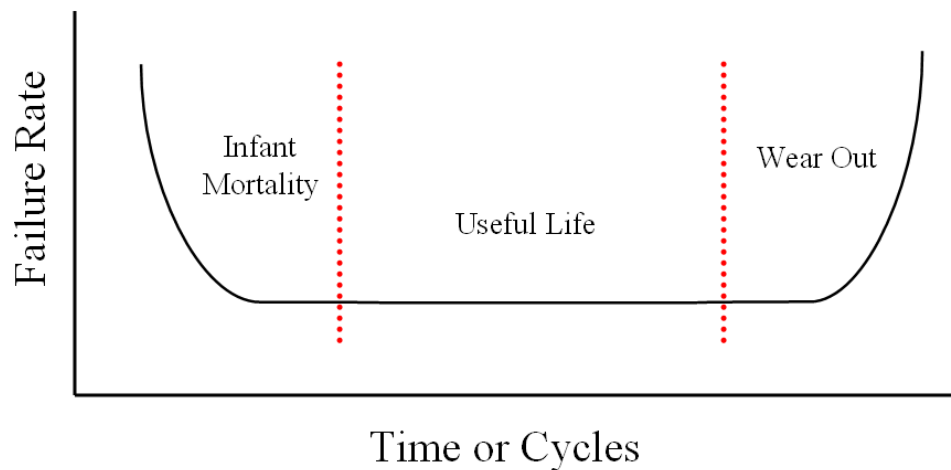 Failure Rate
Infant
Mortality
Useful Life
Wear Out
Time or Cycles